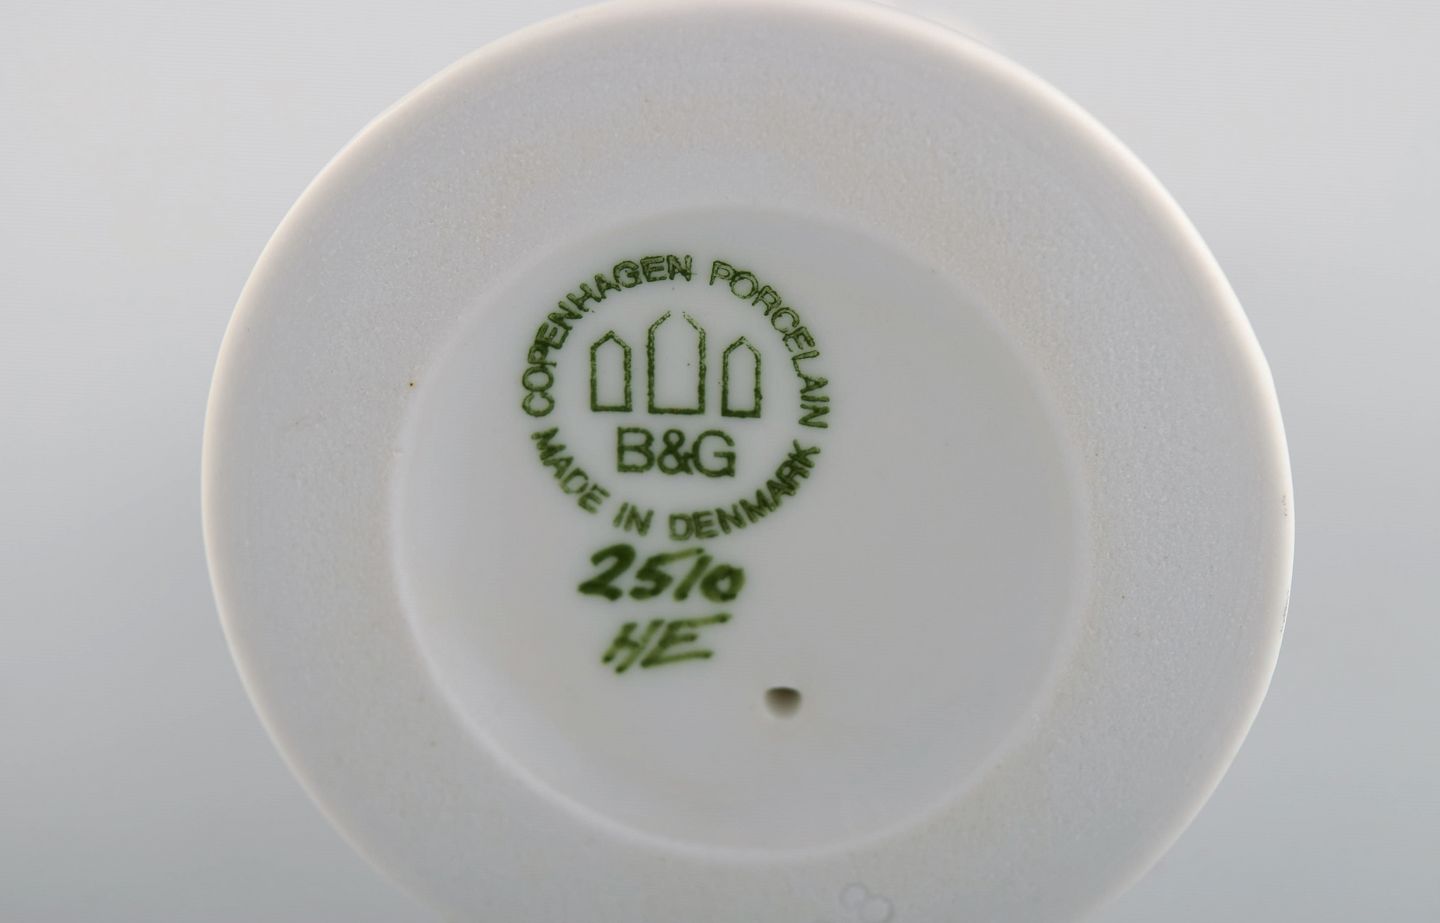 COPENHAGEN PORCELAIN
B&G
MADE IN DENMARK
2510
HE